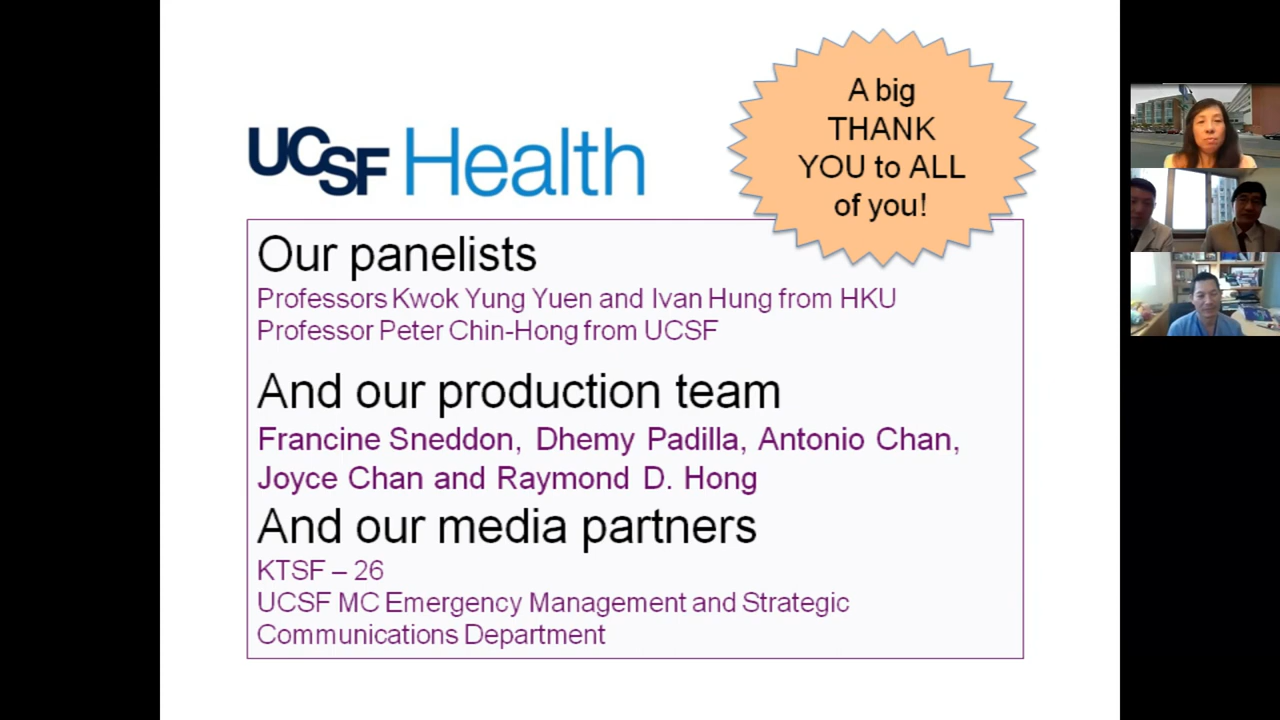 UCSF Health
A big
THANK
YOU to ALL
of you!
Our panelists
Professors Kwok Yung Yuen and Ivan Hung from HKU
Professor Peter Chin-Hong from UCSF
And our production team
Francine Sneddon, Dhemy Padilla, Antonio Chan,
Joyce Chan and Raymond D. Hong
And our media partners
KTSF – 26
UCSF MC Emergency Management and Strategic
Communications Department